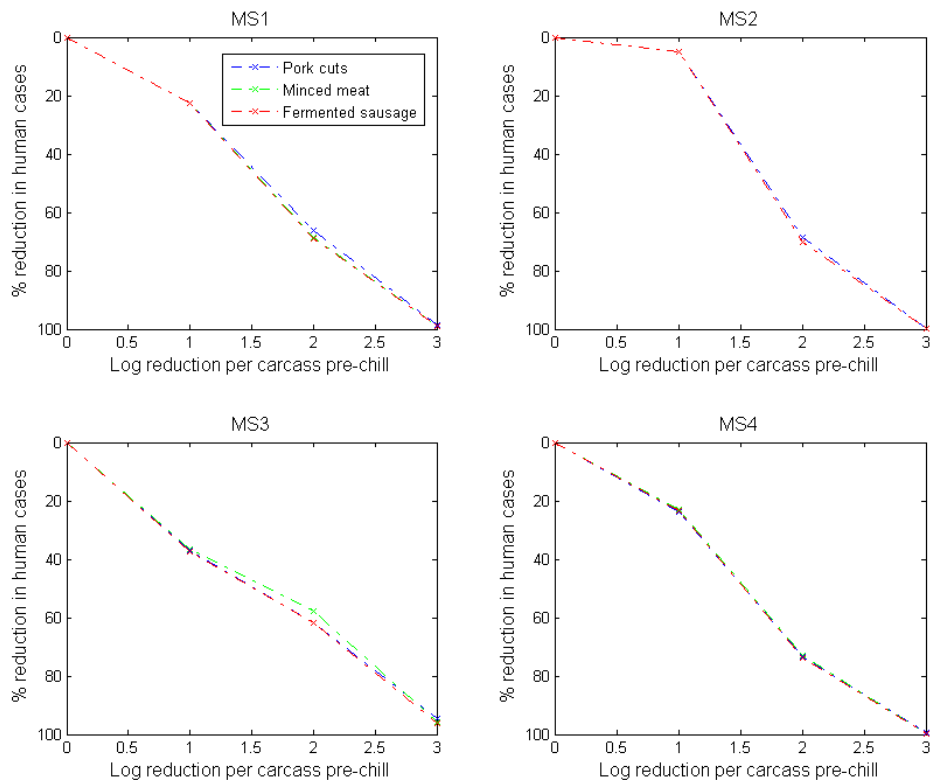 MS1
0
20
40
60
80
100
% reduction in human cases
Pork cuts
Minced meat
Fermented sausage
0 0.5 1 1.5 2 2.5 3
Log reduction per carcass pre-chill
MS2
0
20
40
60
80
100
% reduction in human cases
0 0.5 1 1.5 2 2.5 3
Log reduction per carcass pre-chill
MS3
0
20
40
60
80
100
% reduction in human cases
0 0.5 1 1.5 2 2.5 3
Log reduction per carcass pre-chill
MS4
0
20
40
60
80
100
% reduction in human cases
0 0.5 1 1.5 2 2.5 3
Log reduction per carcass pre-chill